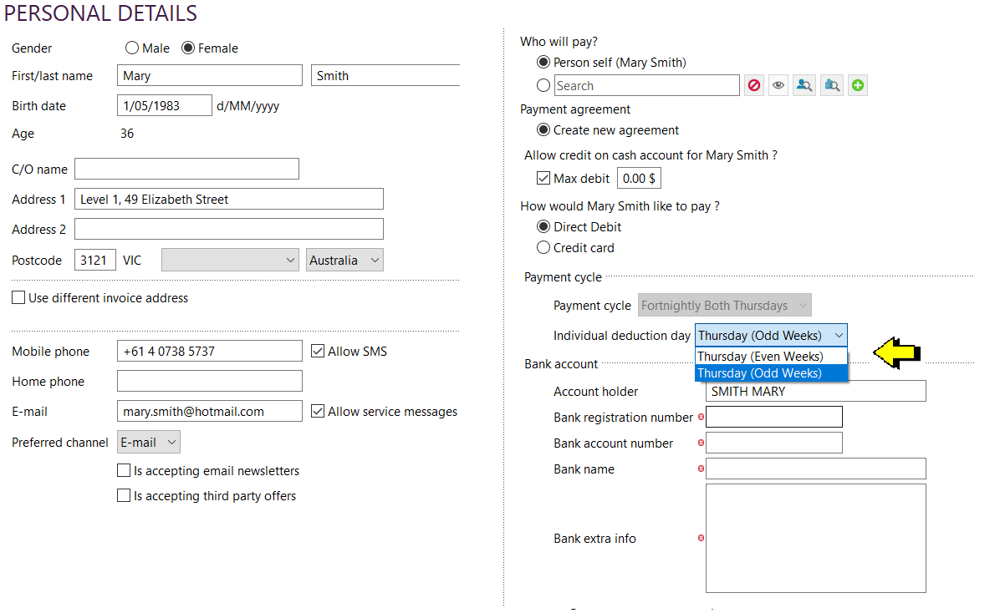 PERSONAL DETAILS
Gender Male Female
First/last name Mary Smith
Birth date 1/05/1983 d/MM/yyyy
Age 36
C/O name
Address 1 Level 1, 49 Elizabeth Street
Address 2
Postcode 3121 VIC Australia
Use different invoice address
Mobile phone +61 4 0738 5737 Allow SMS
Home phone
E-mail mary.smith@hotmail.com Allow service messages
Preferred channel E-mail
Is accepting email newsletters
Is accepting third party offers
Who will pay?
Person self (Mary Smith)
Search
Payment agreement
Create new agreement
Allow credit on cash account for Mary Smith ?
Max debit 0.00 $
How would Mary Smith like to pay ?
Direct Debit
Credit card
Payment cycle
Payment cycle Fortnightly Both Thursdays
Individual deduction day Thursday (Odd Weeks)
Thursday (Even Weeks)
Thursday (Odd Weeks)
Bank account
Account holder SMITH MARY
Bank registration number
Bank account number
Bank name
Bank extra info